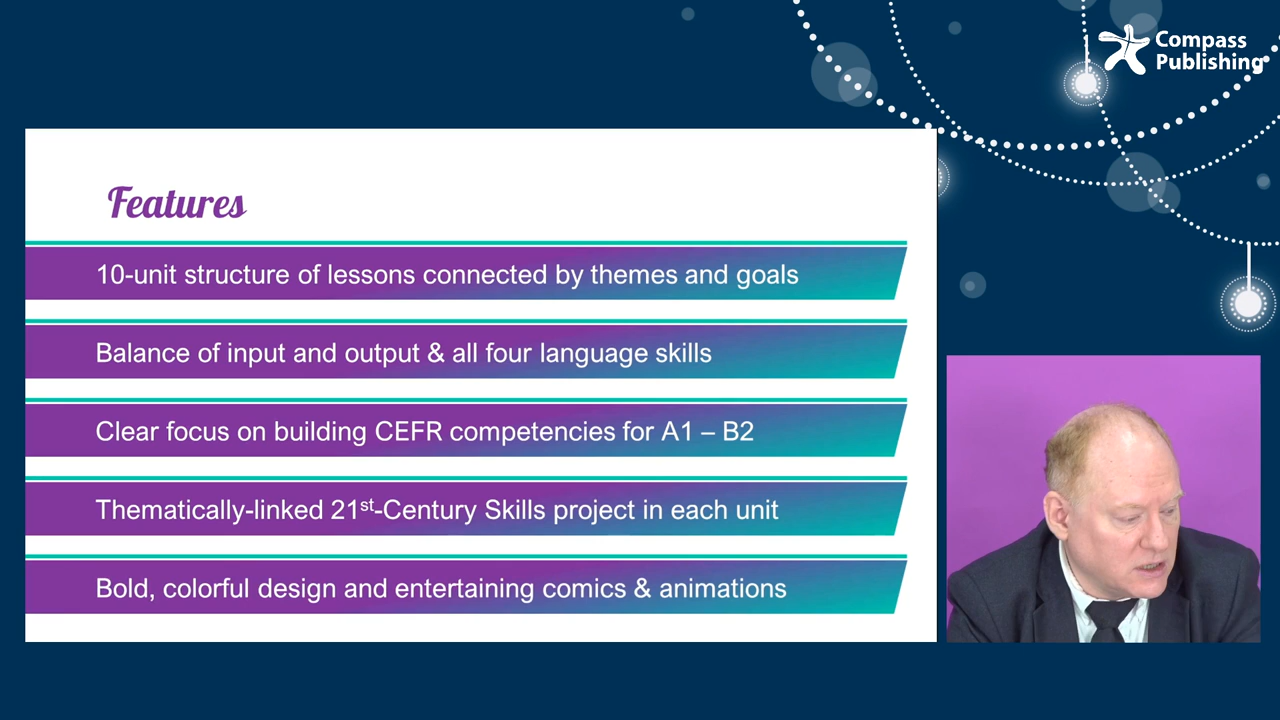 Compass
Publishing
Features
10-unit structure of lessons connected by themes and goals
Balance of input and output & all four language skills
Clear focus on building CEFR competencies for A1 – B2
Thematically-linked 21st-Century Skills project in each unit
Bold, colorful design and entertaining comics & animations